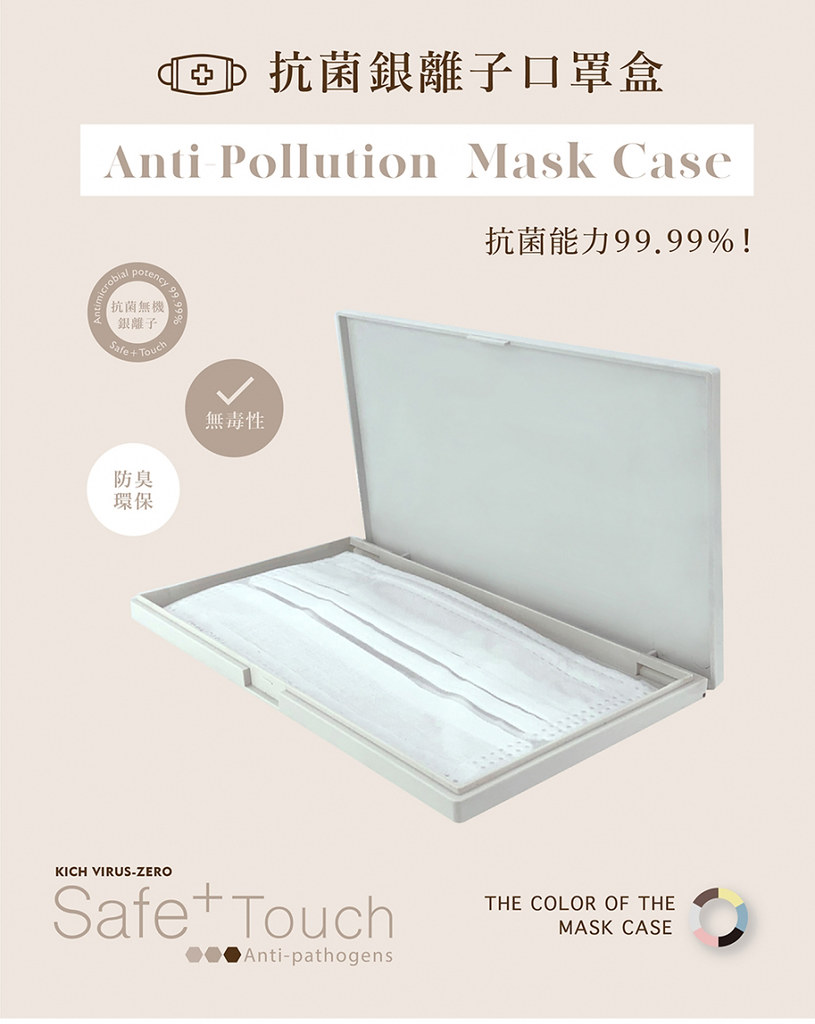 抗菌銀離子口罩盒
Anti-Pollution Mask Case
抗菌能力99.99%!
Antimicrobial potency 99.99%
抗菌無機
銀離子
Safe+Touch
無毒性
防臭
環保
KICH VIRUS-ZERO
Safe+Touch
Anti-pathogens
THE COLOR OF THE
MASK CASE